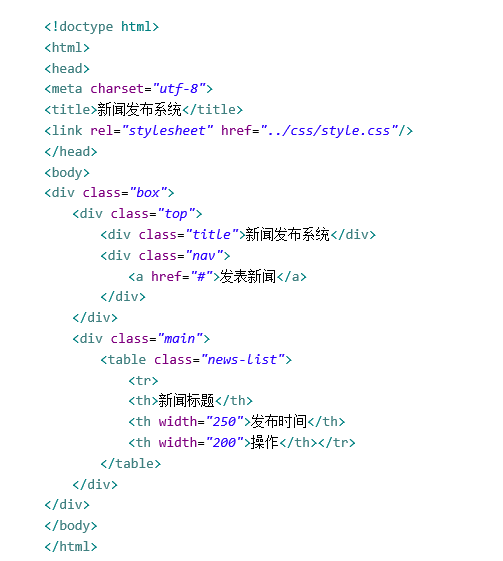 <!doctype html>
<html>
<head>
<meta charset="utf-8">
<title>新闻发布系统</title>
<link rel="stylesheet" href="../css/style.css"/>
</head>
<body>
<div class="box">
<div class="top">
<div class="title">新闻发布系统</div>
<div class="nav">
<a href="#">发表新闻</a>
</div>
</div>
<div class="main">
<table class="news-list">
<tr>
<th>新闻标题</th>
<th width="250">发布时间</th>
<th width="200">操作</th></tr>
</table>
</div>
</div>
</body>
</html>